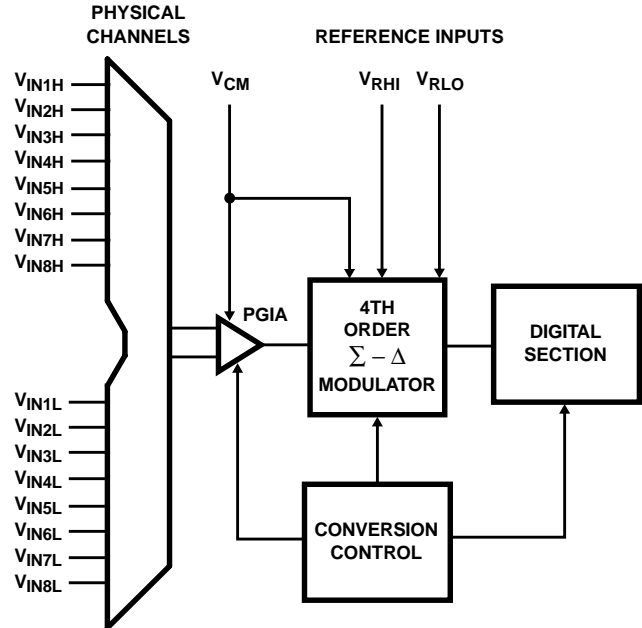 PHYSICAL
CHANNELS
REFERENCE INPUTS
VCM
VRHI
VRLO
VIN1H
VIN2H
VIN3H
VIN4H
VIN5H
VIN6H
VIN7H
VIN8H
PGIA
4TH
ORDER
Σ − Δ
MODULATOR
DIGITAL
SECTION
VIN1L
VIN2L
VIN3L
VIN4L
VIN5L
VIN6L
VIN7L
VIN8L
CONVERSION
CONTROL